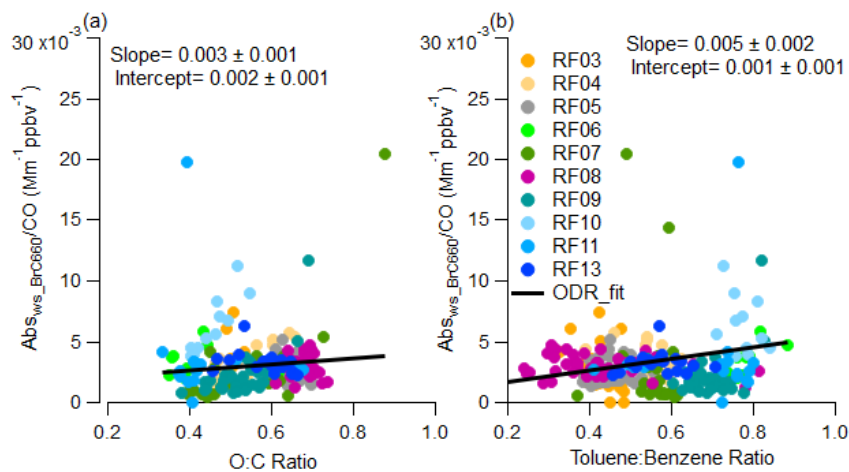 (a)
30 x10⁻³
Slope= 0.003 ± 0.001
Intercept= 0.002 ± 0.001
25
20
15
10
5
0
0.2 0.4 0.6 0.8 1.0
O:C Ratio
Abs_ws_BrC660/CO (Mm⁻¹ ppbv⁻¹)
(b)
30 x10⁻³
Slope= 0.005 ± 0.002
Intercept= 0.001 ± 0.001
RF03
RF04
RF05
RF06
RF07
RF08
RF09
RF10
RF11
RF13
ODR_fit
25
20
15
10
5
0
0.2 0.4 0.6 0.8 1.0
Toluene:Benzene Ratio
Abs_ws_BrC660/CO (Mm⁻¹ ppbv⁻¹)